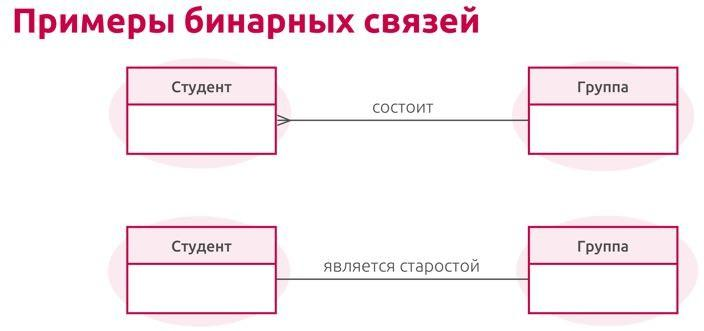 Примеры бинарных связей
Студент
состоит
Группа
Студент
является старостой
Группа